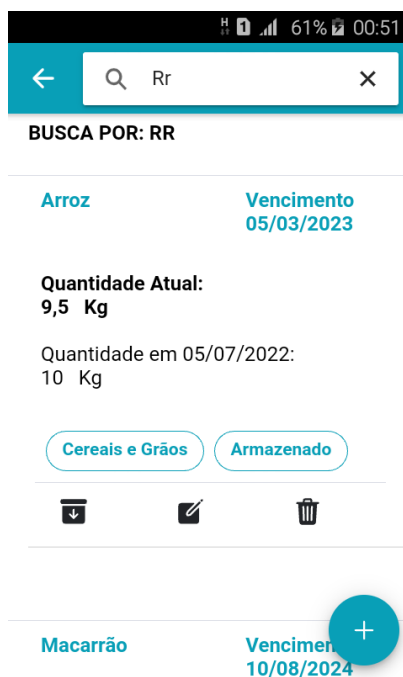 H 1 61% 00:51
Rr
BUSCA POR: RR
Arroz Vencimento
05/03/2023
Quantidade Atual:
9,5 Kg
Quantidade em 05/07/2022:
10 Kg
Cereais e Grãos Armazenado
Macarrão
10/08/2024